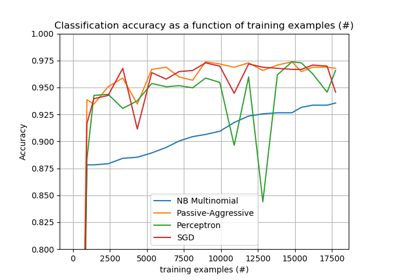 Classification accuracy as a function of training examples (#)
1.000
0.975
0.950
0.925
0.900
0.875
0.850
0.825
0.800
Accuracy
NB Multinomial
Passive-Aggressive
Perceptron
SGD
0 2500 5000 7500 10000 12500 15000 17500
training examples (#)